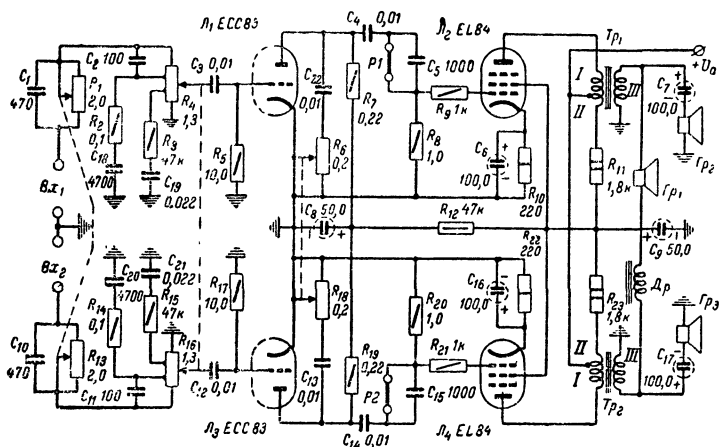 Л₁ ECC83
C₄ 0,01
Л₂ EL84
Тр₁
+Uₐ
C₁ 470
P₁ 2,0
C₂ 100
R₂ 0,1
C₁₈ 4700
R₃ 47к
C₁₉ 0,022
R₄ 1,3
C₃ 0,01
R₅ 10,0
C₂₂ 0,01
R₆ 0,2
R₇ 0,22
P1
C₅ 1000
R₉ 1к
R₈ 1,0
C₆ 100,0
R₁₀ 220
I
II
III
R₁₁ 1,8к
C₇ 100,0
Гр₂
Гр₁
Вх₁
C₈ 50,0
R₁₂ 47к
C₉ 50,0
Вх₂
C₁₀ 470
R₁₃ 2,0
C₁₁ 100
R₁₄ 0,1
C₂₀ 4700
C₂₁ 0,022
R₁₅ 47к
R₁₆ 1,3
R₁₇ 10,0
C₁₂ 0,01
R₁₈ 0,2
C₁₃ 0,01
R₁₉ 0,22
P2
R₂₀ 1,0
R₂₁ 1к
C₁₅ 1000
C₁₆ 100,0
R₂₂ 220
R₂₃ 1,8к
Др
Гр₃
II
I
III
C₁₇ 100,0
Л₃ ECC83
C₁₄ 0,01
Л₄ EL84
Тр₂